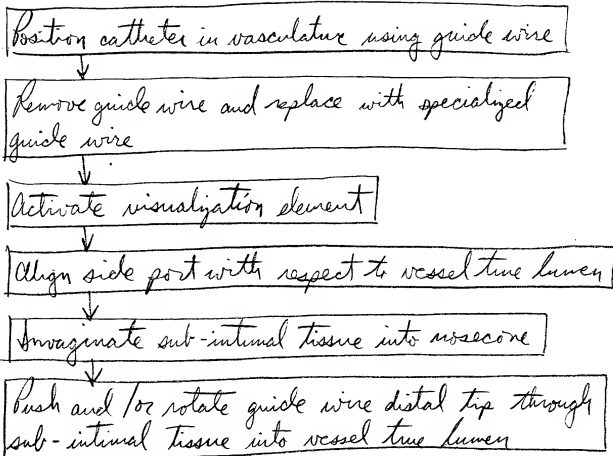 Position catheter in vasculature using guide wire
Remove guide wire and replace with specialized
guide wire
Activate visualization element
Align side port with respect to vessel true lumen
Invaginate sub-intimal tissue into nosecone
Push and/or rotate guide wire distal tip through
sub-intimal tissue into vessel true lumen